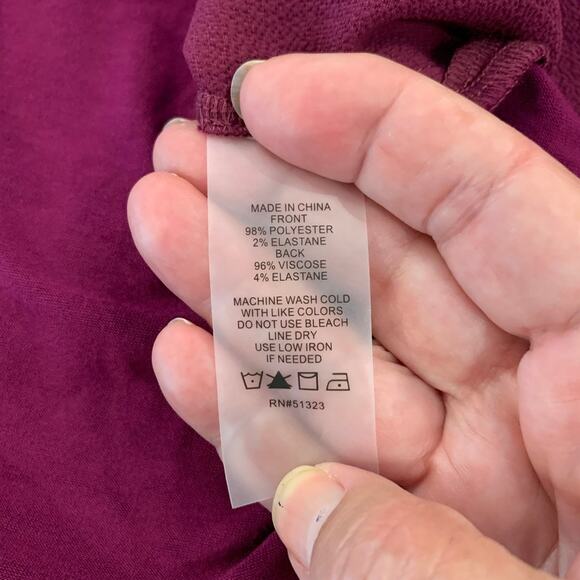 MADE IN CHINA
FRONT
98% POLYESTER
2% ELASTANE
BACK
96% VISCOSE
4% ELASTANE
MACHINE WASH COLD
WITH LIKE COLORS
DO NOT USE BLEACH
LINE DRY
USE LOW IRON
IF NEEDED
RN#51323